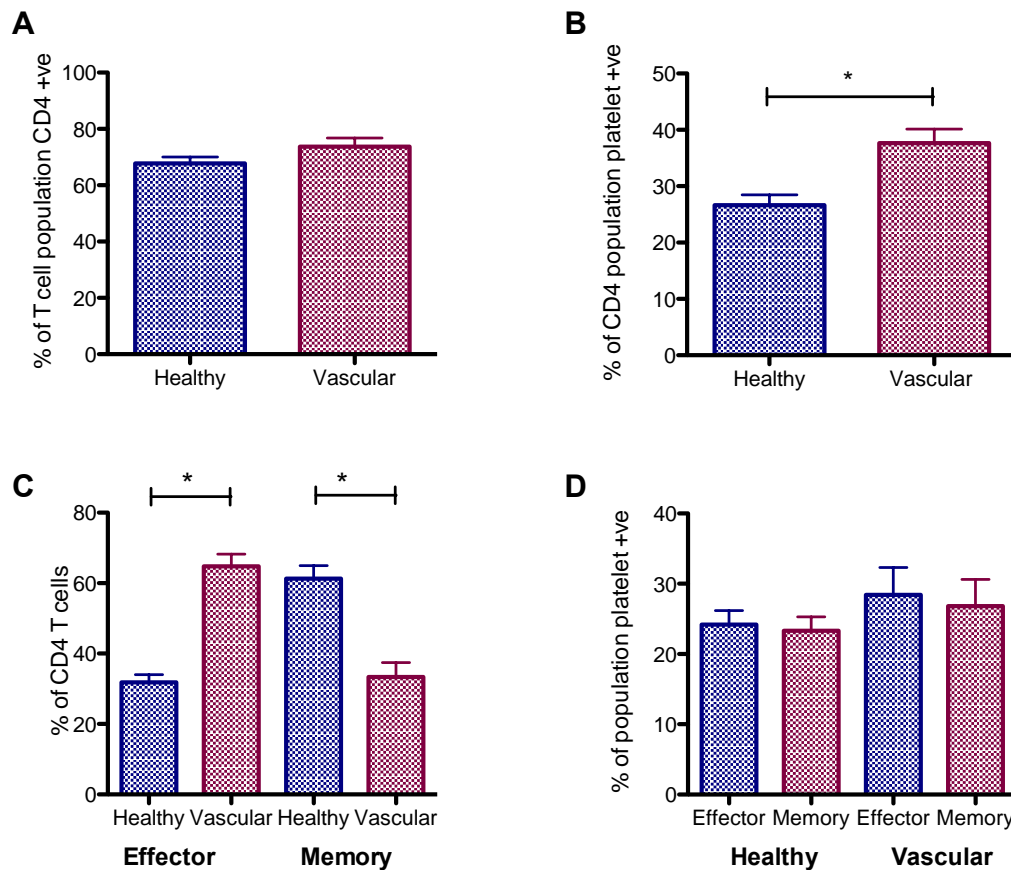 A
% of T cell population CD4 +ve
100
80
60
40
20
0
Healthy Vascular
B
% of CD4 population platelet +ve
50
40
30
20
10
0
*
Healthy Vascular
C
% of CD4 T cells
80
60
40
20
0
* *
Healthy Vascular Healthy Vascular
Effector Memory
D
% of population platelet +ve
40
30
20
10
0
Effector Memory Effector Memory
Healthy Vascular